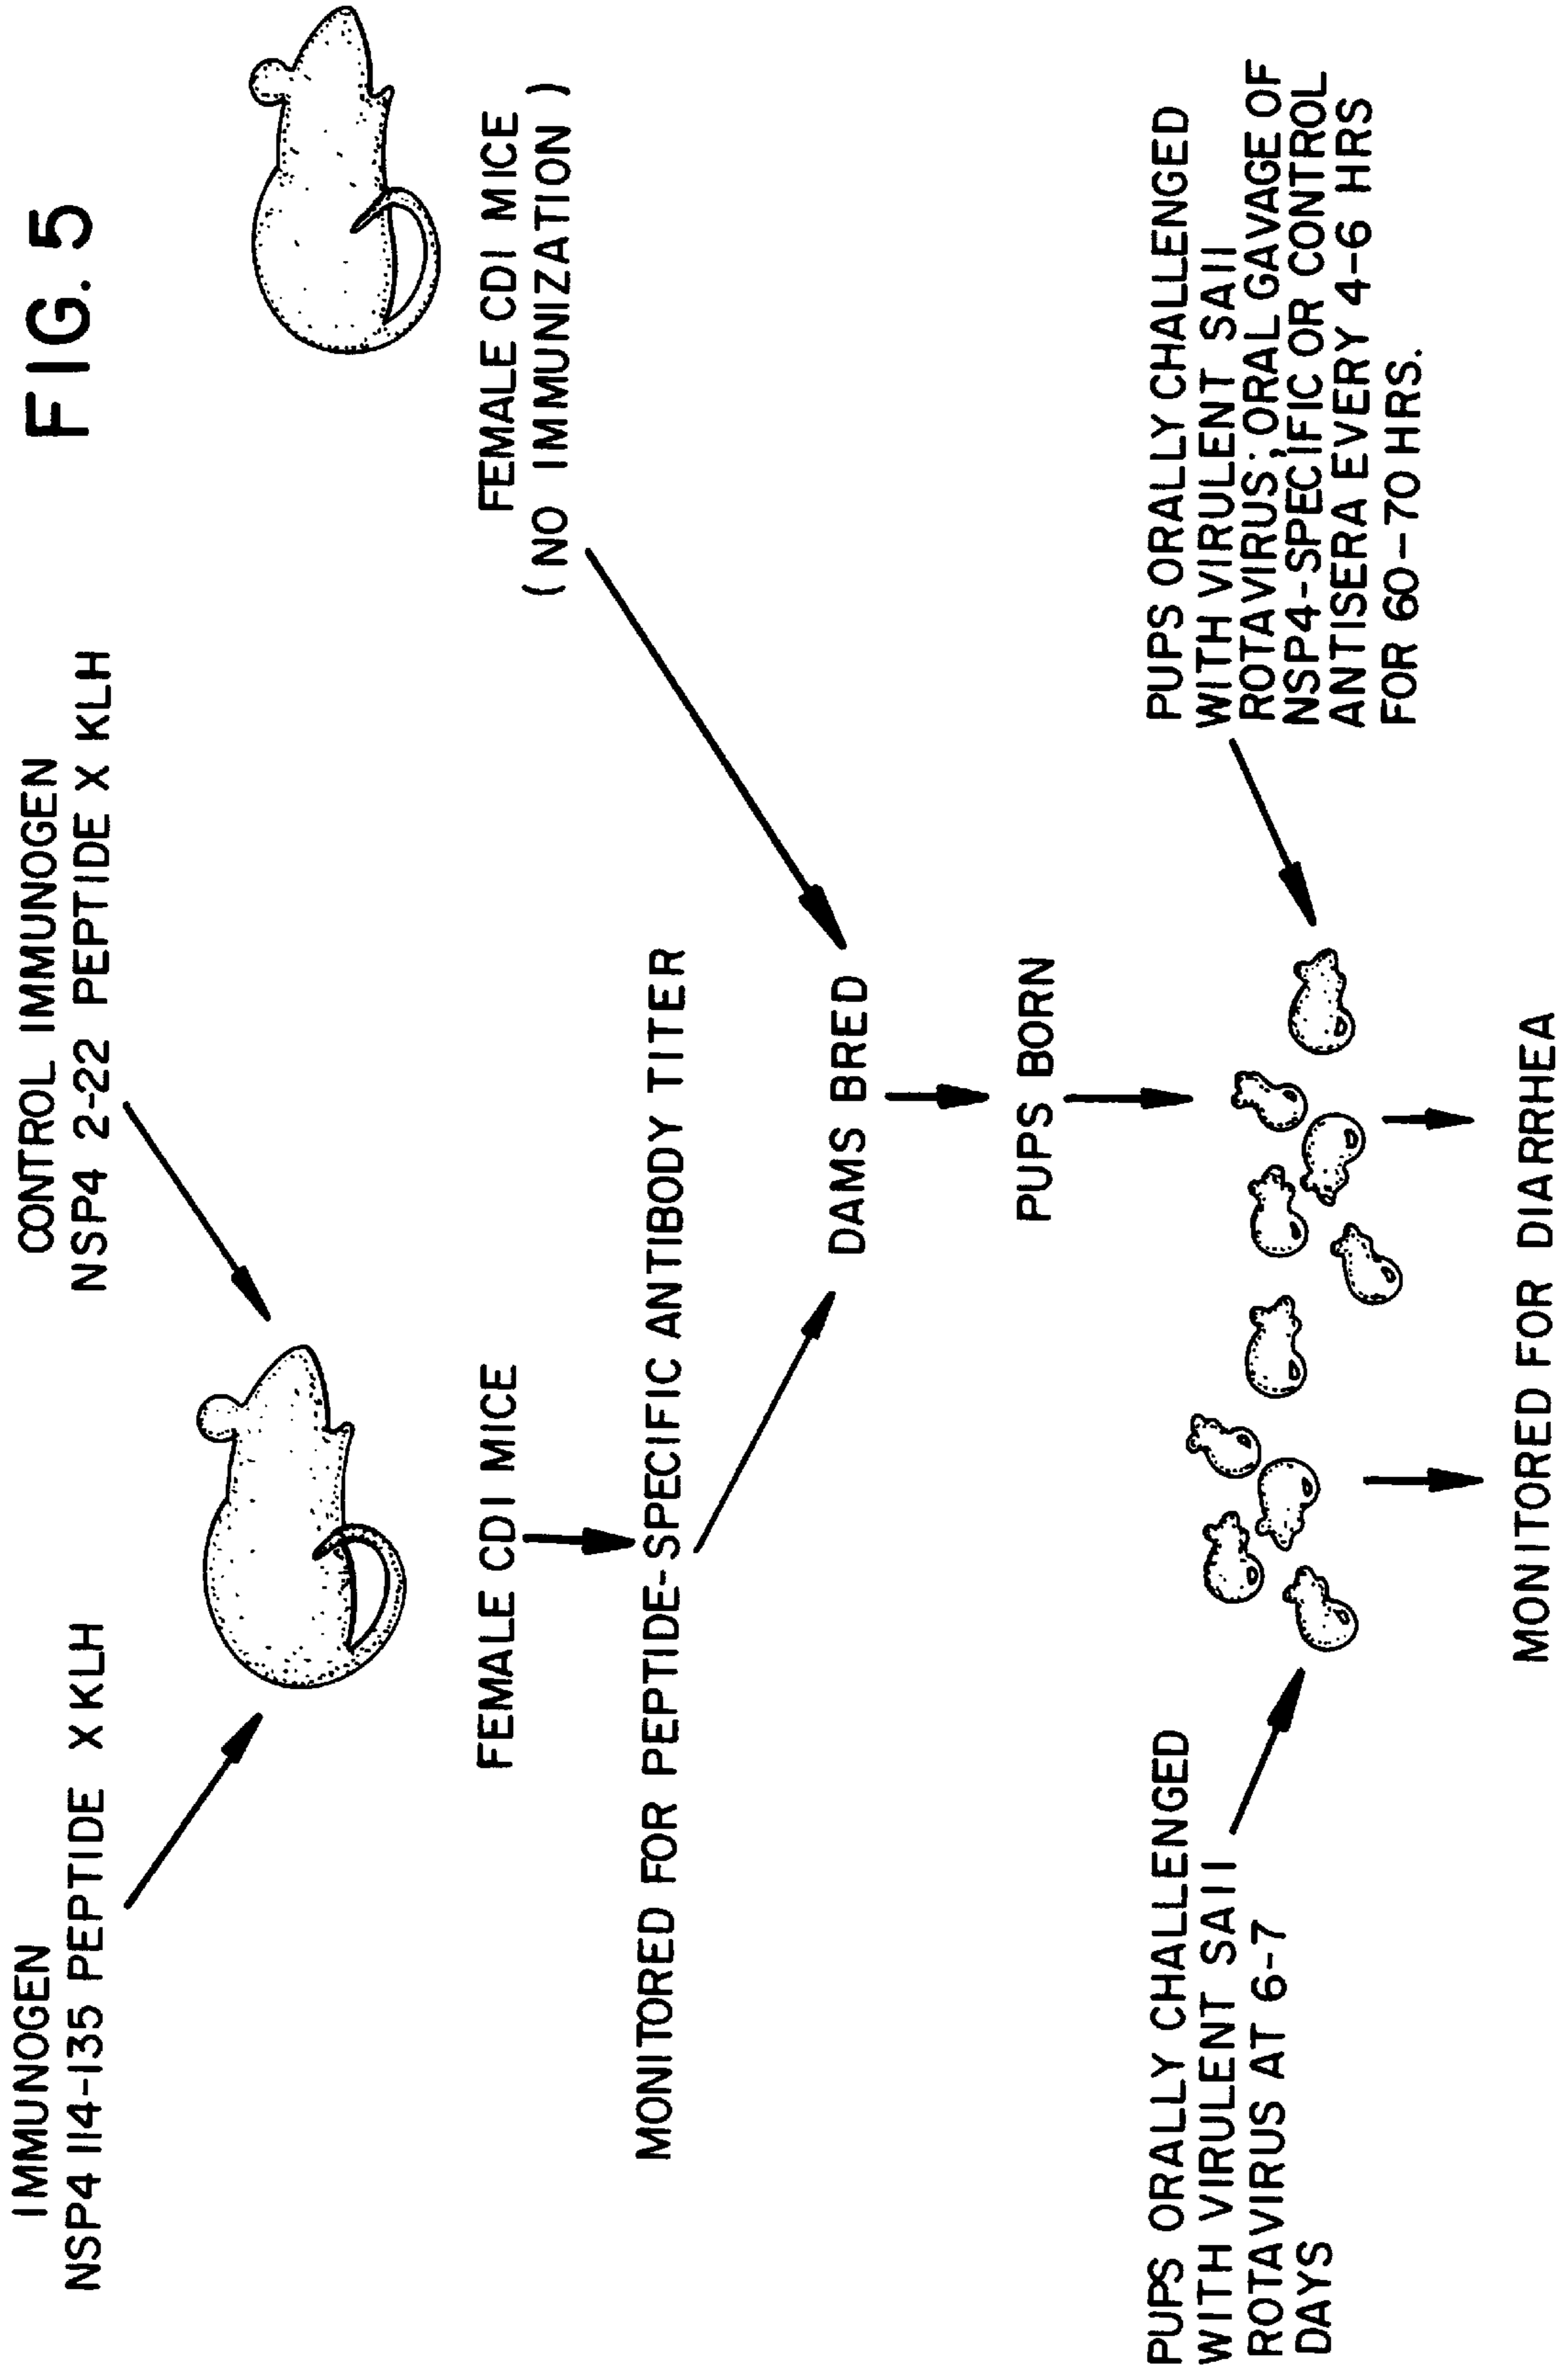 FIG. 5
IMMUNOGEN
NSP4 114-135 PEPTIDE X KLH
CONTROL IMMUNOGEN
NSP4 2-22 PEPTIDE X KLH
FEMALE CDI MICE
FEMALE CDI MICE
( NO IMMUNIZATION )
MONITORED FOR PEPTIDE-SPECIFIC ANTIBODY TITER
DAMS BRED
PUPS BORN
PUPS ORALLY CHALLENGED
WITH VIRULENT SA11
ROTAVIRUS AT 6-7
DAYS
PUPS ORALLY CHALLENGED
WITH VIRULENT SA11
ROTAVIRUS; ORAL GAVAGE OF
NSP4-SPECIFIC OR CONTROL
ANTISERA EVERY 4-6 HRS
FOR 60-70 HRS.
MONITORED FOR DIARRHEA